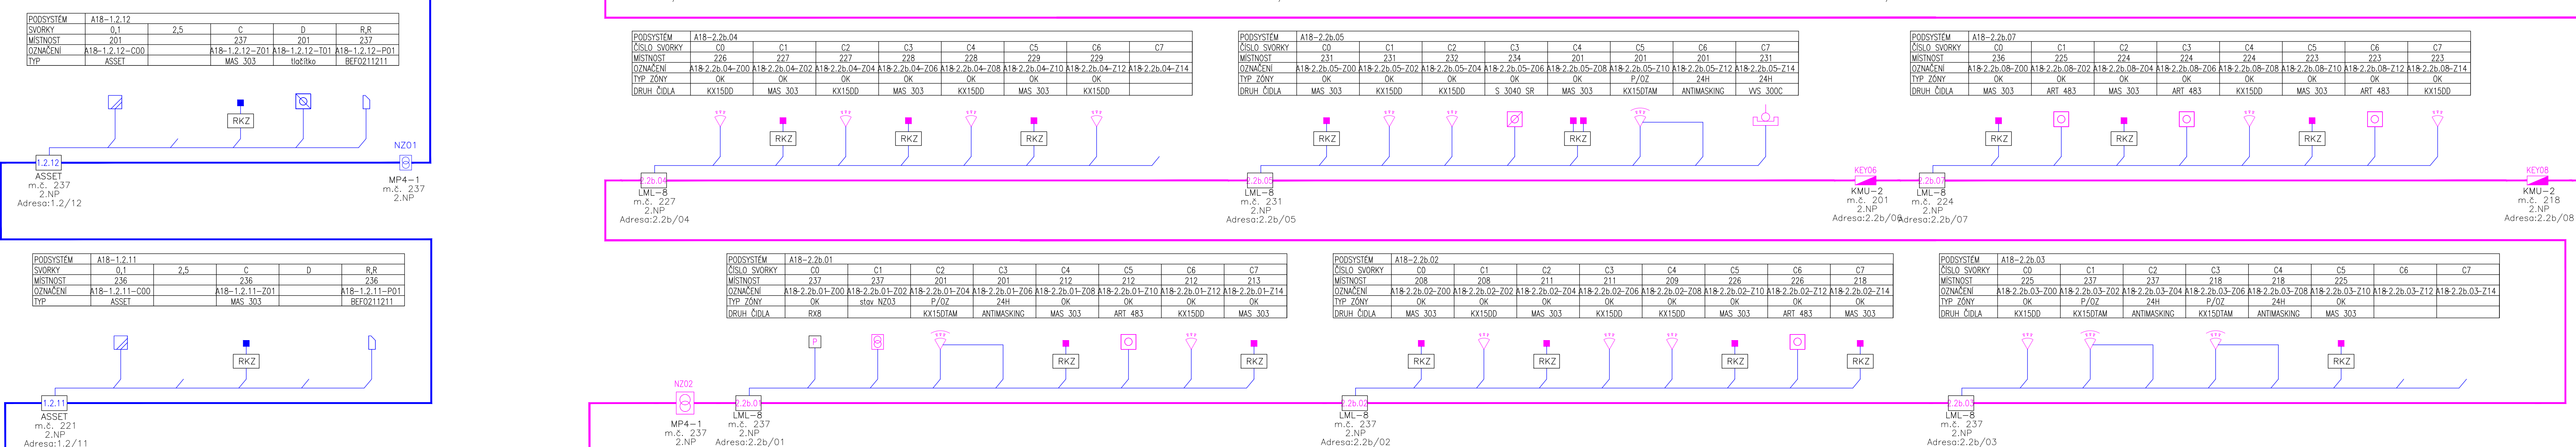 PODSYSTÉM A18-1.2.12
SVORKY 0,1 2,5 C D R,R
MÍSTNOST 201 237 201 237
OZNAČENÍ A18-1.2.12-C00 A18-1.2.12-Z01 A18-1.2.12-T01 A18-1.2.12-P01
TYP ASSET MAS 303 tlačítko BEF0211211
RKZ
NZ01
1.2.12
ASSET
m.č. 237
2.NP
Adresa:1.2/12
MP4-1
m.č. 237
2.NP
PODSYSTÉM A18-2.2b.04
ČÍSLO SVORKY C0 C1 C2 C3 C4 C5 C6 C7
MÍSTNOST 226 227 227 228 228 229 229
OZNAČENÍ A18-2.2b.04-Z00 A18-2.2b.04-Z02 A18-2.2b.04-Z04 A18-2.2b.04-Z06 A18-2.2b.04-Z08 A18-2.2b.04-Z10 A18-2.2b.04-Z12 A18-2.2b.04-Z14
TYP ZÓNY OK OK OK OK OK OK OK
DRUH ČIDLA KX15DD MAS 303 KX15DD MAS 303 KX15DD MAS 303 KX15DD
RKZ RKZ RKZ
2.2b.04
LML-8
m.č. 227
2.NP
Adresa:2.2b/04
PODSYSTÉM A18-2.2b.05
ČÍSLO SVORKY C0 C1 C2 C3 C4 C5 C6 C7
MÍSTNOST 231 231 232 234 201 201 201 231
OZNAČENÍ A18-2.2b.05-Z00 A18-2.2b.05-Z02 A18-2.2b.05-Z04 A18-2.2b.05-Z06 A18-2.2b.05-Z08 A18-2.2b.05-Z10 A18-2.2b.05-Z12 A18-2.2b.05-Z14
TYP ZÓNY OK OK OK OK OK P/OZ 24H 24H
DRUH ČIDLA MAS 303 KX15DD KX15DD S 3040 SR MAS 303 KX15DTAM ANTIMASKING VVS 300C
RKZ RKZ
2.2b.05
LML-8
m.č. 231
2.NP
Adresa:2.2b/05
KEY06
KMU-2
m.č. 201
2.NP
Adresa:2.2b/06
PODSYSTÉM A18-2.2b.07
ČÍSLO SVORKY C0 C1 C2 C3 C4 C5 C6 C7
MÍSTNOST 236 225 224 224 224 223 223 223
OZNAČENÍ A18-2.2b.08-Z00 A18-2.2b.08-Z02 A18-2.2b.08-Z04 A18-2.2b.08-Z06 A18-2.2b.08-Z08 A18-2.2b.08-Z10 A18-2.2b.08-Z12 A18-2.2b.08-Z14
TYP ZÓNY OK OK OK OK OK OK OK OK
DRUH ČIDLA MAS 303 ART 483 MAS 303 ART 483 KX15DD MAS 303 ART 483 KX15DD
RKZ RKZ RKZ
2.2b.07
LML-8
m.č. 224
2.NP
Adresa:2.2b/07
KEY08
KMU-2
m.č. 218
2.NP
Adresa:2.2b/08
PODSYSTÉM A18-1.2.11
SVORKY 0,1 2,5 C D R,R
MÍSTNOST 236 236 236
OZNAČENÍ A18-1.2.11-C00 A18-1.2.11-Z01 A18-1.2.11-P01
TYP ASSET MAS 303 BEF0211211
RKZ
1.2.11
ASSET
m.č. 221
2.NP
Adresa:1.2/11
PODSYSTÉM A18-2.2b.01
ČÍSLO SVORKY C0 C1 C2 C3 C4 C5 C6 C7
MÍSTNOST 237 237 201 201 212 212 212 213
OZNAČENÍ A18-2.2b.01-Z00 A18-2.2b.01-Z02 A18-2.2b.01-Z04 A18-2.2b.01-Z06 A18-2.2b.01-Z08 A18-2.2b.01-Z10 A18-2.2b.01-Z12 A18-2.2b.01-Z14
TYP ZÓNY OK stav NZ03 P/OZ 24H OK OK OK OK
DRUH ČIDLA RX8 KX15DTAM ANTIMASKING MAS 303 ART 483 KX15DD MAS 303
P RKZ RKZ
NZ02
MP4-1
m.č. 237
2.NP
2.2b.01
LML-8
m.č. 237
2.NP
Adresa:2.2b/01
PODSYSTÉM A18-2.2b.02
ČÍSLO SVORKY C0 C1 C2 C3 C4 C5 C6 C7
MÍSTNOST 208 208 211 211 209 226 226 218
OZNAČENÍ A18-2.2b.02-Z00 A18-2.2b.02-Z02 A18-2.2b.02-Z04 A18-2.2b.02-Z06 A18-2.2b.02-Z08 A18-2.2b.02-Z10 A18-2.2b.02-Z12 A18-2.2b.02-Z14
TYP ZÓNY OK OK OK OK OK OK OK OK
DRUH ČIDLA MAS 303 KX15DD MAS 303 KX15DD KX15DD MAS 303 ART 483 MAS 303
RKZ RKZ RKZ RKZ
2.2b.02
LML-8
m.č. 237
2.NP
Adresa:2.2b/02
PODSYSTÉM A18-2.2b.03
ČÍSLO SVORKY C0 C1 C2 C3 C4 C5 C6 C7
MÍSTNOST 225 237 237 218 218 225
OZNAČENÍ A18-2.2b.03-Z00 A18-2.2b.03-Z02 A18-2.2b.03-Z04 A18-2.2b.03-Z06 A18-2.2b.03-Z08 A18-2.2b.03-Z10 A18-2.2b.03-Z12 A18-2.2b.03-Z14
TYP ZÓNY OK P/OZ 24H P/OZ 24H OK
DRUH ČIDLA KX15DD KX15DTAM ANTIMASKING KX15DTAM ANTIMASKING MAS 303
RKZ
2.2b.03
LML-8
m.č. 237
2.NP
Adresa:2.2b/03